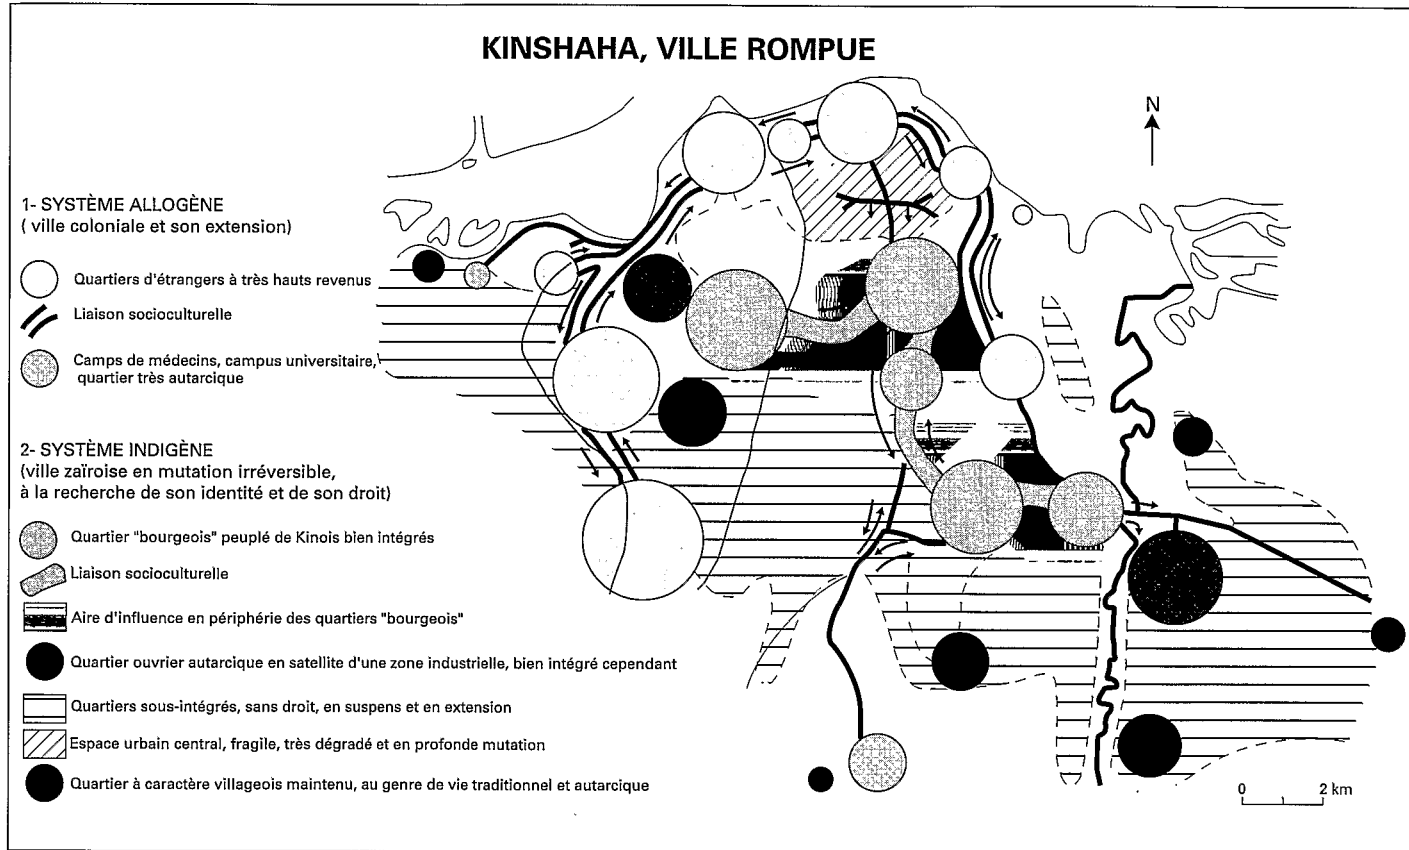 KINSHAHA, VILLE ROMPUE
N
1- SYSTÈME ALLOGÈNE
( ville coloniale et son extension)
Quartiers d'étrangers à très hauts revenus
Liaison socioculturelle
Camps de médecins, campus universitaire,
quartier très autarcique
2- SYSTÈME INDIGÈNE
(ville zaïroise en mutation irréversible,
à la recherche de son identité et de son droit)
Quartier "bourgeois" peuplé de Kinois bien intégrés
Liaison socioculturelle
Aire d'influence en périphérie des quartiers "bourgeois"
Quartier ouvrier autarcique en satellite d'une zone industrielle, bien intégré cependant
Quartiers sous-intégrés, sans droit, en suspens et en extension
Espace urbain central, fragile, très dégradé et en profonde mutation
Quartier à caractère villageois maintenu, au genre de vie traditionnel et autarcique
0 2 km